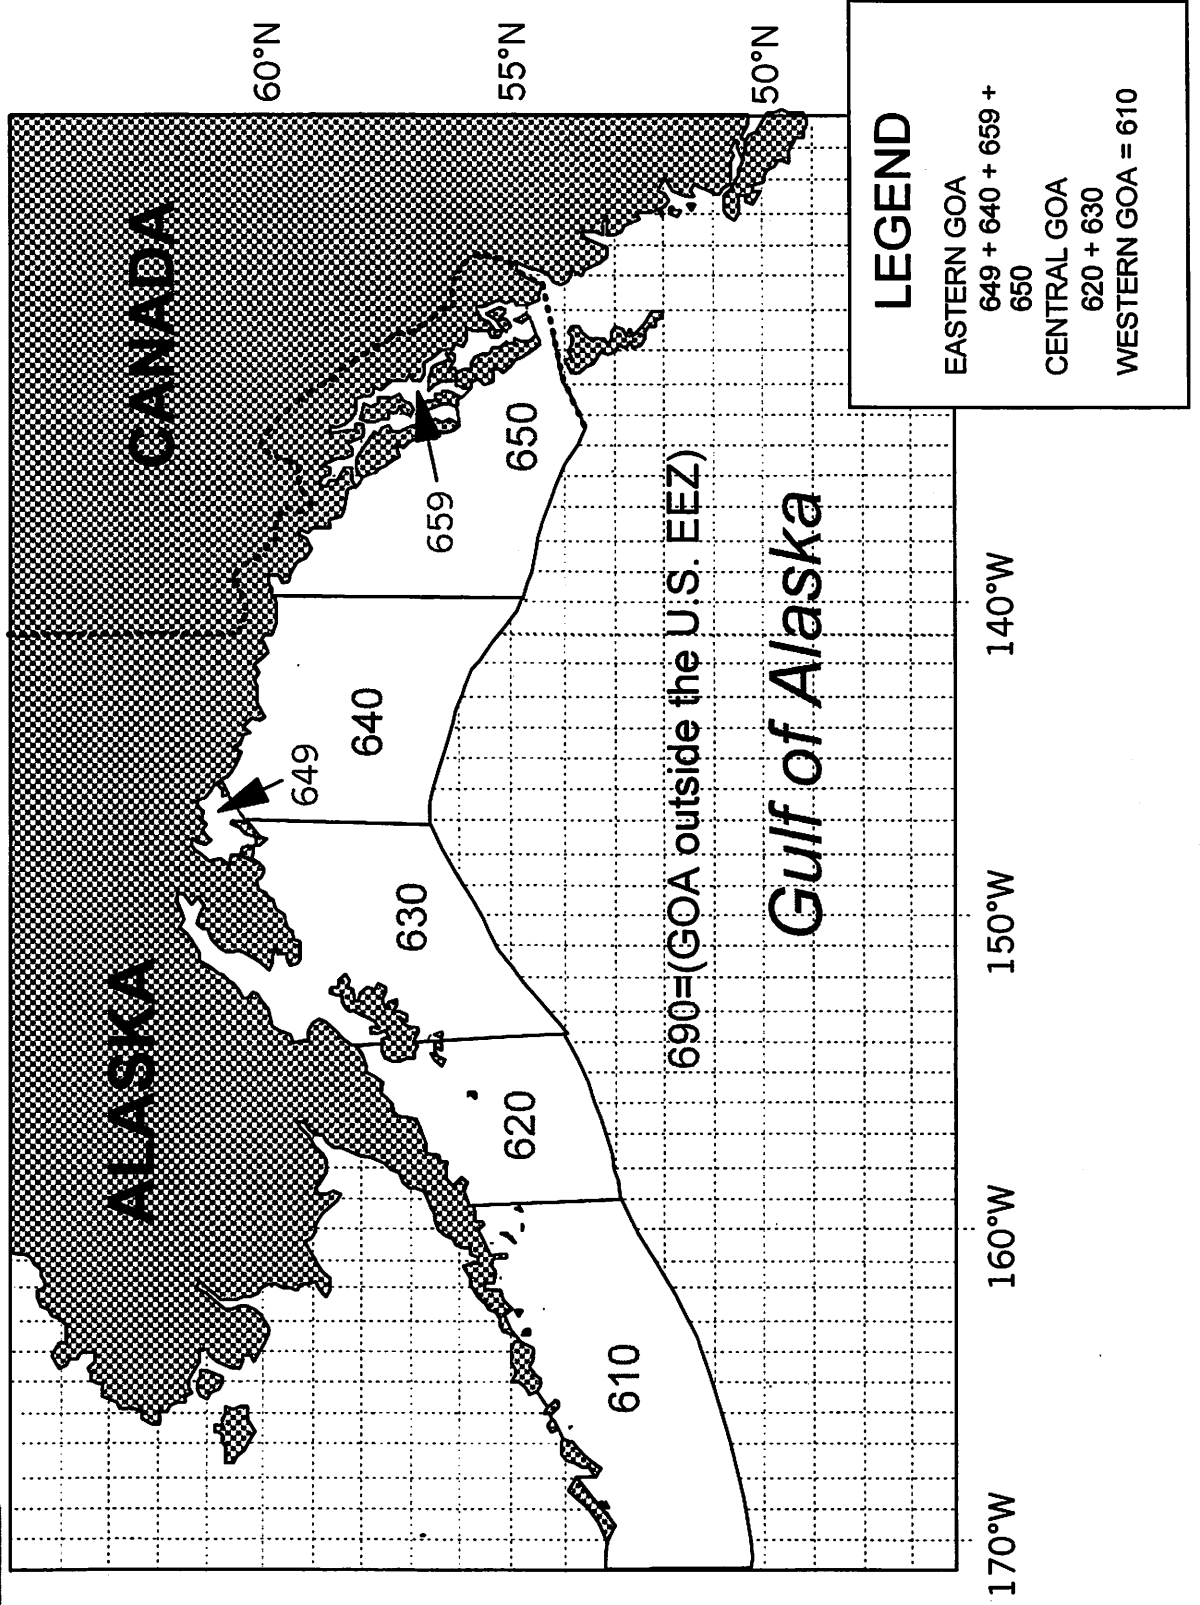 ALASKA
CANADA
60°N
55°N
50°N
649
659
640
630
650
620
610
690=(GOA outside the U.S. EEZ)
Gulf of Alaska
170°W
160°W
150°W
140°W
LEGEND
EASTERN GOA
649 + 640 + 659 +
650
CENTRAL GOA
620 + 630
WESTERN GOA = 610